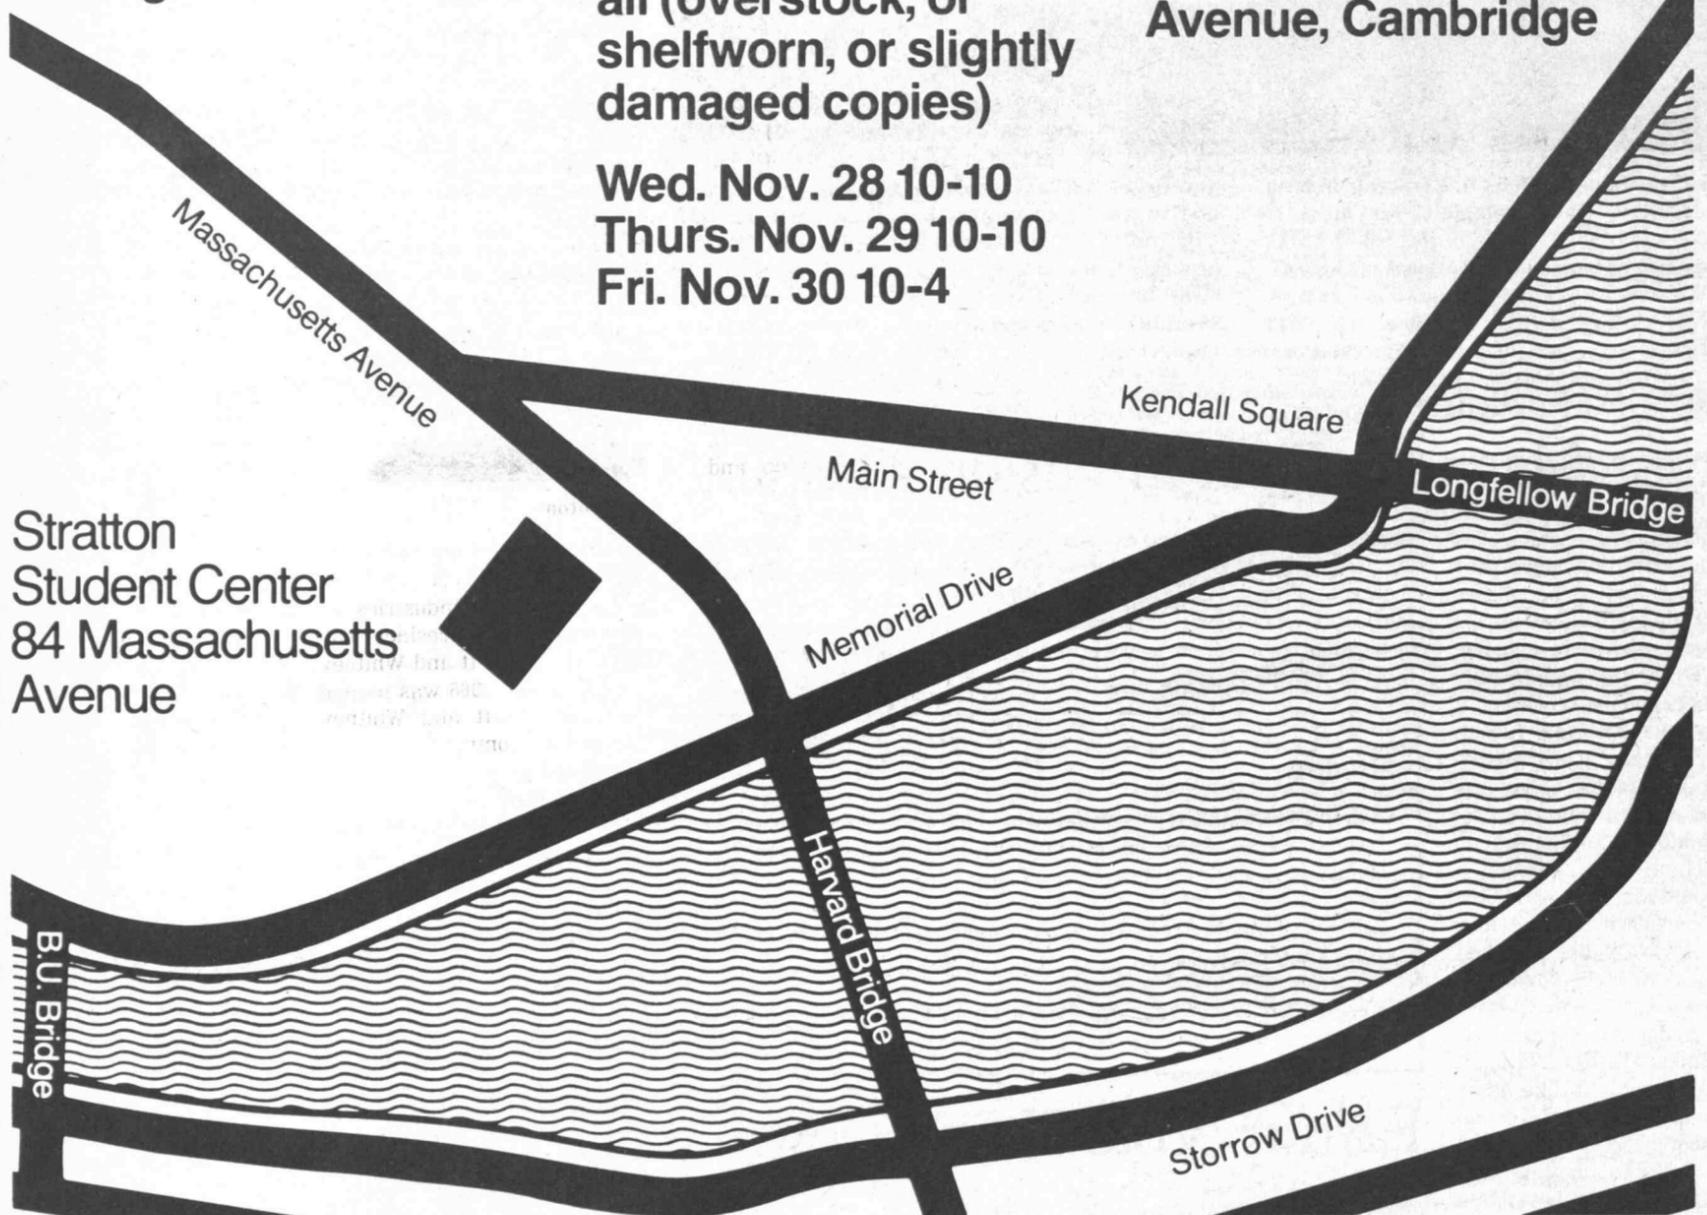 all (overstock, or
shelfworn, or slightly
damaged copies)
Wed. Nov. 28 10-10
Thurs. Nov. 29 10-10
Fri. Nov. 30 10-4
Avenue, Cambridge
Massachusetts Avenue
Kendall Square
Main Street
Longfellow Bridge
Stratton
Student Center
84 Massachusetts
Avenue
Memorial Drive
Harvard Bridge
B.U. Bridge
Storrow Drive